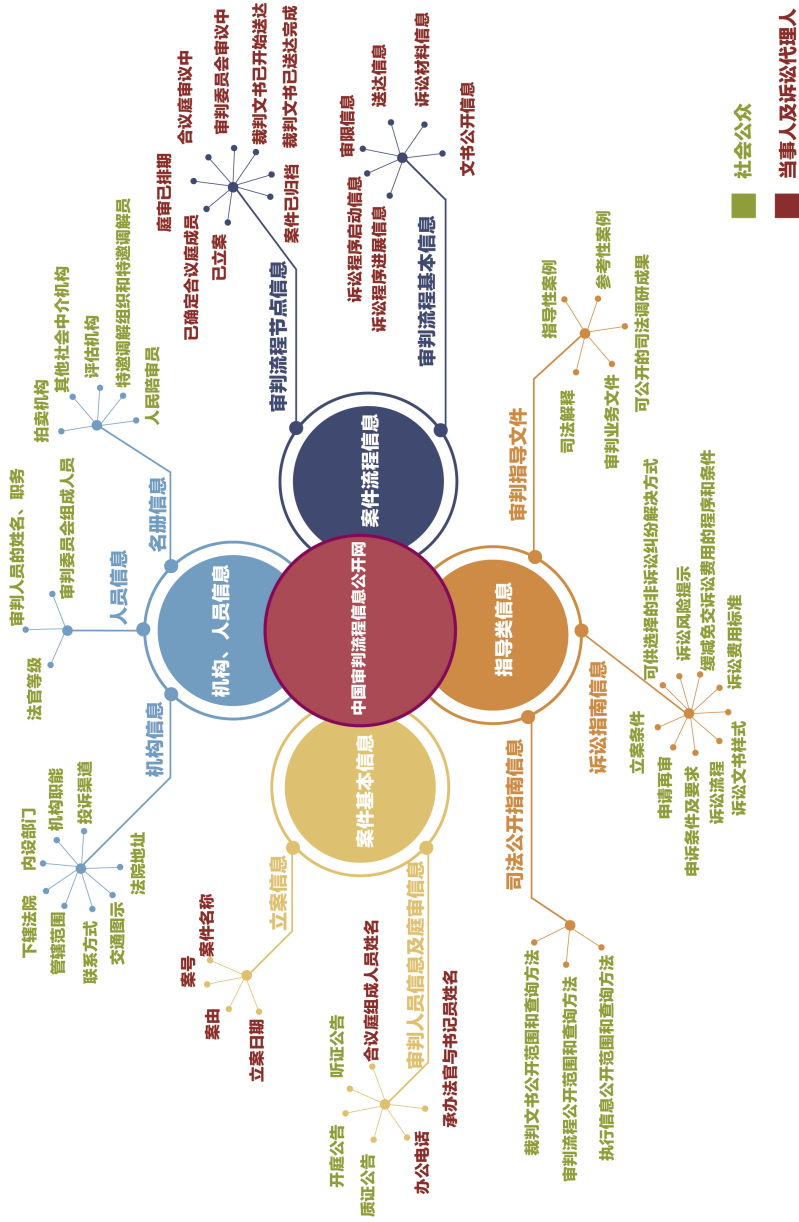 中国审判流程信息公开网
机构、人员信息
机构信息
下辖法院
内设部门
机构职能
投诉渠道
管辖范围
联系方式
交通图示
法院地址
人员信息
法官等级
审判人员的姓名、职务
审判委员会组成人员
名册信息
拍卖机构
其他社会中介机构
评估机构
特邀调解组织和特邀调解员
人民陪审员
案件流程信息
审判流程节点信息
已立案
已确定合议庭成员
庭审已排期
合议庭审议中
审判委员会审议中
裁判文书已开始送达
裁判文书已送达完成
案件已归档
审判流程基本信息
诉讼程序进展信息
诉讼程序启动信息
审限信息
送达信息
诉讼材料信息
文书公开信息
案件基本信息
立案信息
立案日期
案由
案号
案件名称
审判人员信息及庭审信息
开庭公告
听证公告
质证公告
合议庭组成人员姓名
办公电话
承办法官与书记员姓名
指导类信息
司法公开指南信息
裁判文书公开范围和查询方法
审判流程公开范围和查询方法
执行信息公开范围和查询方法
诉讼指南信息
立案条件
可供选择的非诉讼纠纷解决方式
诉讼风险提示
缓减免交诉讼费用的程序和条件
诉讼费用标准
申请再审
申诉条件及要求
诉讼流程
诉讼文书样式
审判指导文件
司法解释
指导性案例
参考性案例
审判业务文件
可公开的司法调研成果
社会公众
当事人及诉讼代理人